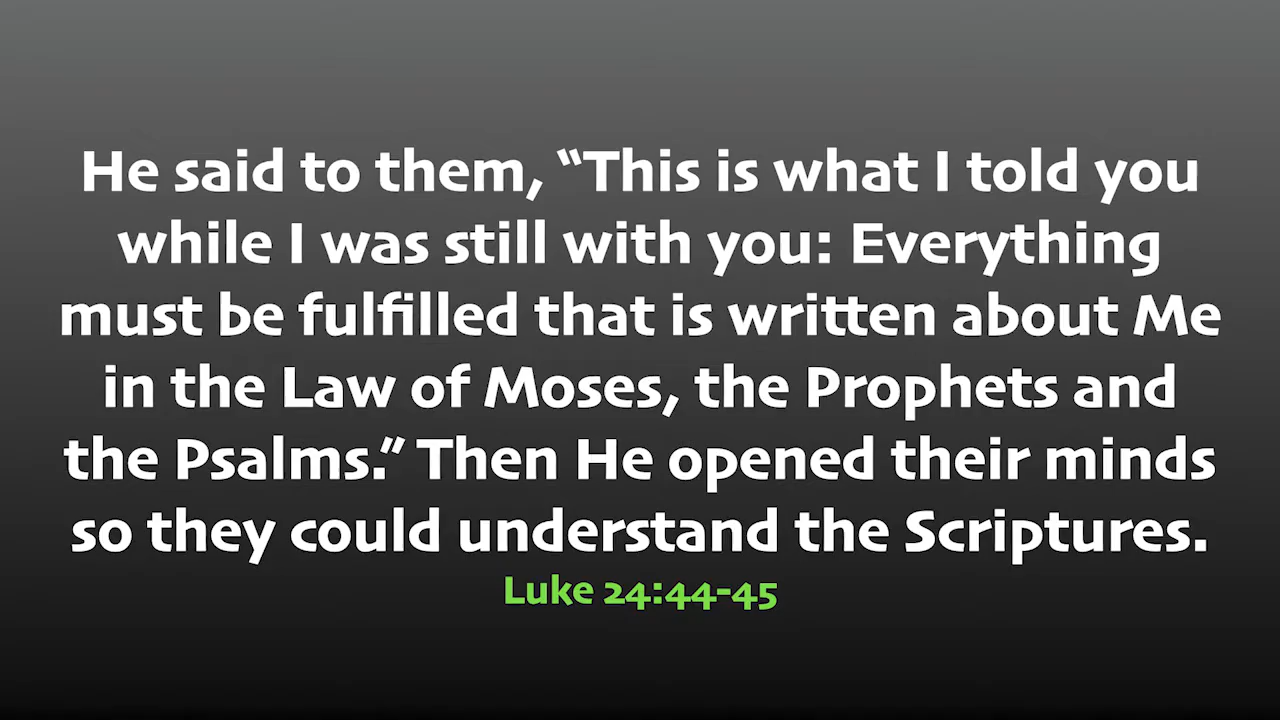 He said to them, “This is what I told you
while I was still with you: Everything
must be fulfilled that is written about Me
in the Law of Moses, the Prophets and
the Psalms.” Then He opened their minds
so they could understand the Scriptures.
Luke 24:44-45